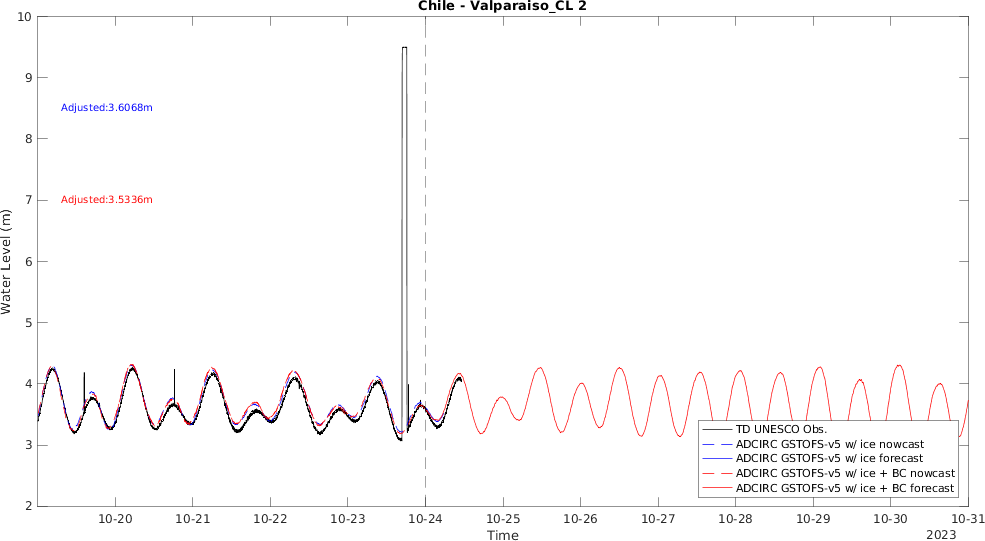 Chile - Valparaiso_CL 2
10
9
8
7
6
5
4
3
2
Water Level (m)
Adjusted:3.6068m
Adjusted:3.5336m
TD UNESCO Obs.
ADCIRC GSTOFS-v5 w/ ice nowcast
ADCIRC GSTOFS-v5 w/ ice forecast
ADCIRC GSTOFS-v5 w/ ice + BC nowcast
ADCIRC GSTOFS-v5 w/ ice + BC forecast
10-20 10-21 10-22 10-23 10-24 10-25 10-26 10-27 10-28 10-29 10-30 10-31
Time
2023